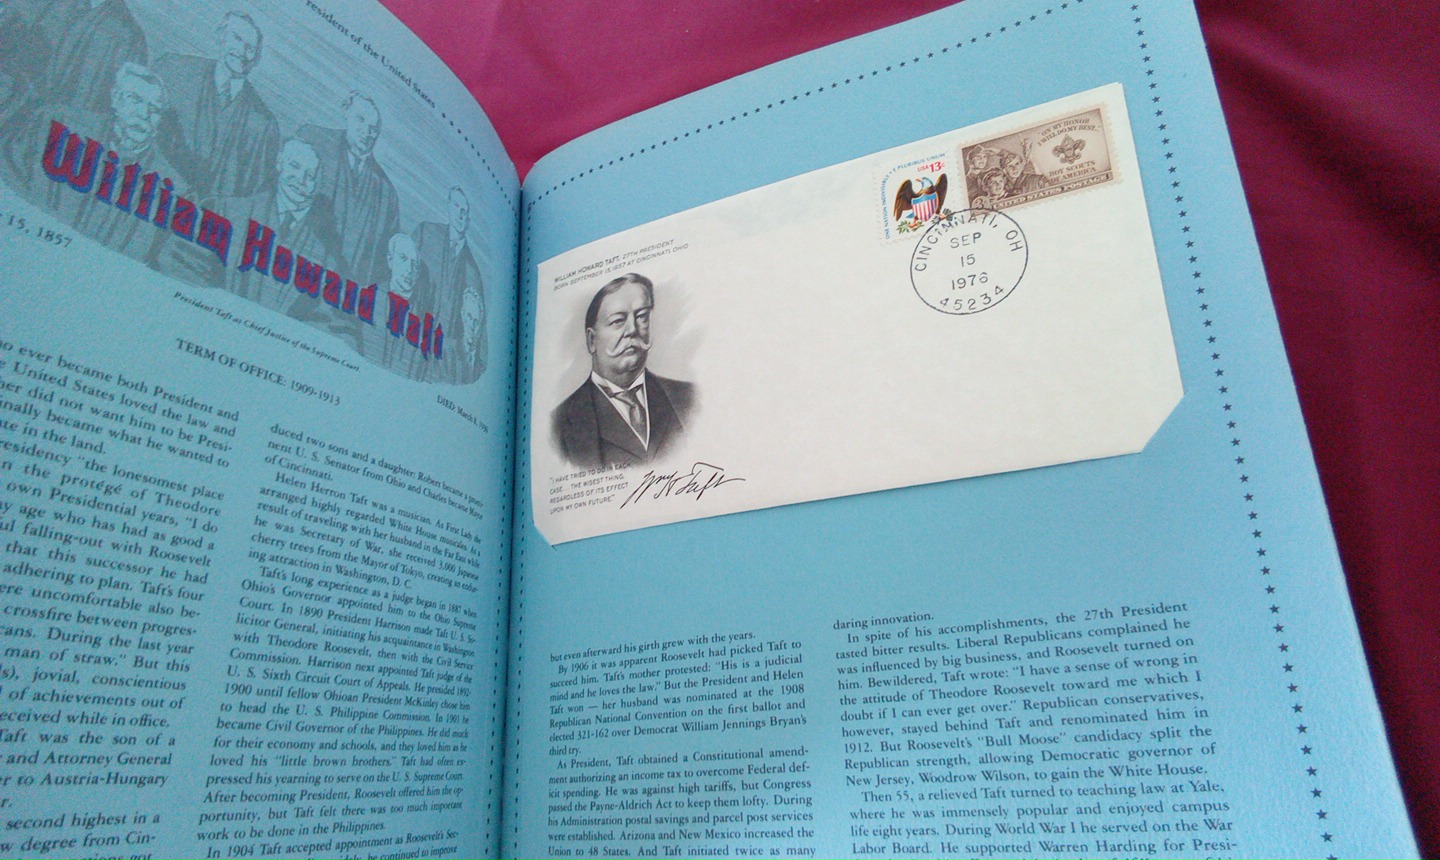 resident of the United States
William Howard Taft
15, 1857
President Taft as Chief Justice of the Supreme Court.
TERM OF OFFICE: 1909-1913
DIED: March 8, 1930
ever became both President and
United States loved the law and
her did not want him to be Presi-
inally became what he wanted to
in the land.
residency "the lonesomest place
n the protégé of Theodore
own Presidential years, "I do
y age who has had as good a
falling-out with Roosevelt
that this successor he had
adhering to plan. Taft's four
ere uncomfortable also be-
crossfire between progres-
cans. During the last year
man of straw." But this
s), jovial, conscientious
of achievements out of
eceived while in office.
Taft was the son of a
and Attorney General
er to Austria-Hungary
r.
second highest in a
w degree from Cin-
duced two sons and a daughter: Robert became a promi-
nent U. S. Senator from Ohio and Charles became Mayor
of Cincinnati.
Helen Herron Taft was a musician. As First Lady she
arranged highly regarded White House musicales. As a
result of traveling with her husband in the Far East while
he was Secretary of War, she received 3,000 Japanese
cherry trees from the Mayor of Tokyo, creating an endur-
ing attraction in Washington, D. C.
Taft's long experience as a judge began in 1887 when
Ohio's Governor appointed him to the Ohio Supreme
Court. In 1890 President Harrison made Taft U. S. So-
licitor General, initiating his acquaintance in Washington
with Theodore Roosevelt, then with the Civil Service
Commission. Harrison next appointed Taft judge of the
U. S. Sixth Circuit Court of Appeals. He presided 1892-
1900 until fellow Ohioan President McKinley chose him
to head the U. S. Philippine Commission. In 1901 he
became Civil Governor of the Philippines. He did much
for their economy and schools, and they loved him as he
loved his "little brown brothers." Taft had often ex-
pressed his yearning to serve on the U. S. Supreme Court.
After becoming President, Roosevelt offered him the op-
portunity, but Taft felt there was too much important
work to be done in the Philippines.
In 1904 Taft accepted appointment as Roosevelt's Sec-
he continued to improve
WILLIAM HOWARD TAFT, 27TH PRESIDENT
BORN SEPTEMBER 15, 1857 AT CINCINNATI, OHIO
"I HAVE TRIED TO DO IN EACH
CASE... THE WISEST THING,
REGARDLESS OF ITS EFFECT
UPON MY OWN FUTURE."
Wm H Taft
ONE NATION INDIVISIBLE • E PLURIBUS UNUM
USA 13c
"ON MY HONOR
I WILL DO MY BEST..."
BOY SCOUTS
OF AMERICA
3¢ UNITED STATES POSTAGE
CINCINNATI, OH
SEP
15
1976
45234
but even afterward his girth grew with the years.
By 1906 it was apparent Roosevelt had picked Taft to
succeed him. Taft's mother protested: "His is a judicial
mind and he loves the law." But the President and Helen
Taft won — her husband was nominated at the 1908
Republican National Convention on the first ballot and
elected 321-162 over Democrat William Jennings Bryan's
third try.
As President, Taft obtained a Constitutional amend-
ment authorizing an income tax to overcome Federal def-
icit spending. He was against high tariffs, but Congress
passed the Payne-Aldrich Act to keep them lofty. During
his Administration postal savings and parcel post services
were established. Arizona and New Mexico increased the
Union to 48 States. And Taft initiated twice as many
daring innovation.
In spite of his accomplishments, the 27th President
tasted bitter results. Liberal Republicans complained he
was influenced by big business, and Roosevelt turned on
him. Bewildered, Taft wrote: "I have a sense of wrong in
the attitude of Theodore Roosevelt toward me which I
doubt if I can ever get over." Republican conservatives,
however, stayed behind Taft and renominated him in
1912. But Roosevelt's "Bull Moose" candidacy split the
Republican strength, allowing Democratic governor of
New Jersey, Woodrow Wilson, to gain the White House.
Then 55, a relieved Taft turned to teaching law at Yale,
where he was immensely popular and enjoyed campus
life eight years. During World War I he served on the War
Labor Board. He supported Warren Harding for Presi-